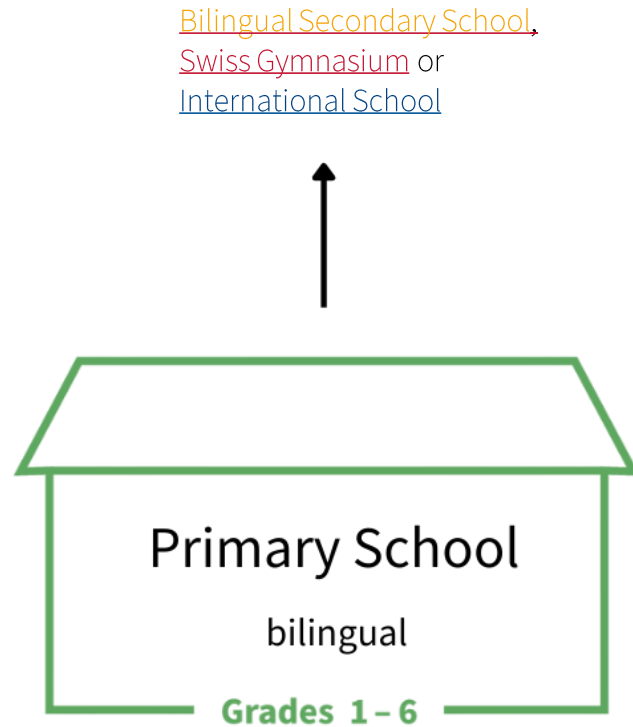 Bilingual Secondary School,
Swiss Gymnasium or
International School
Primary School
bilingual
Grades 1 – 6